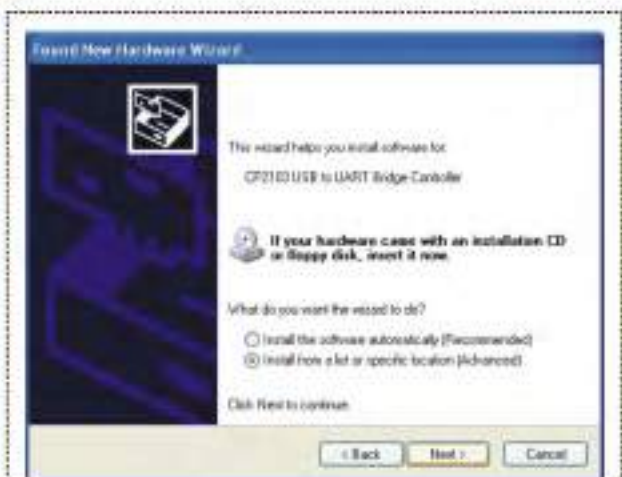 Found New Hardware Wizard
This wizard helps you install software for:
CP2103 USB to UART Bridge Controller
If your hardware came with an installation CD
or floppy disk, insert it now.
What do you want the wizard to do?
Install the software automatically (Recommended)
Install from a list or specific location (Advanced)
Click Next to continue.
< Back
Next >
Cancel